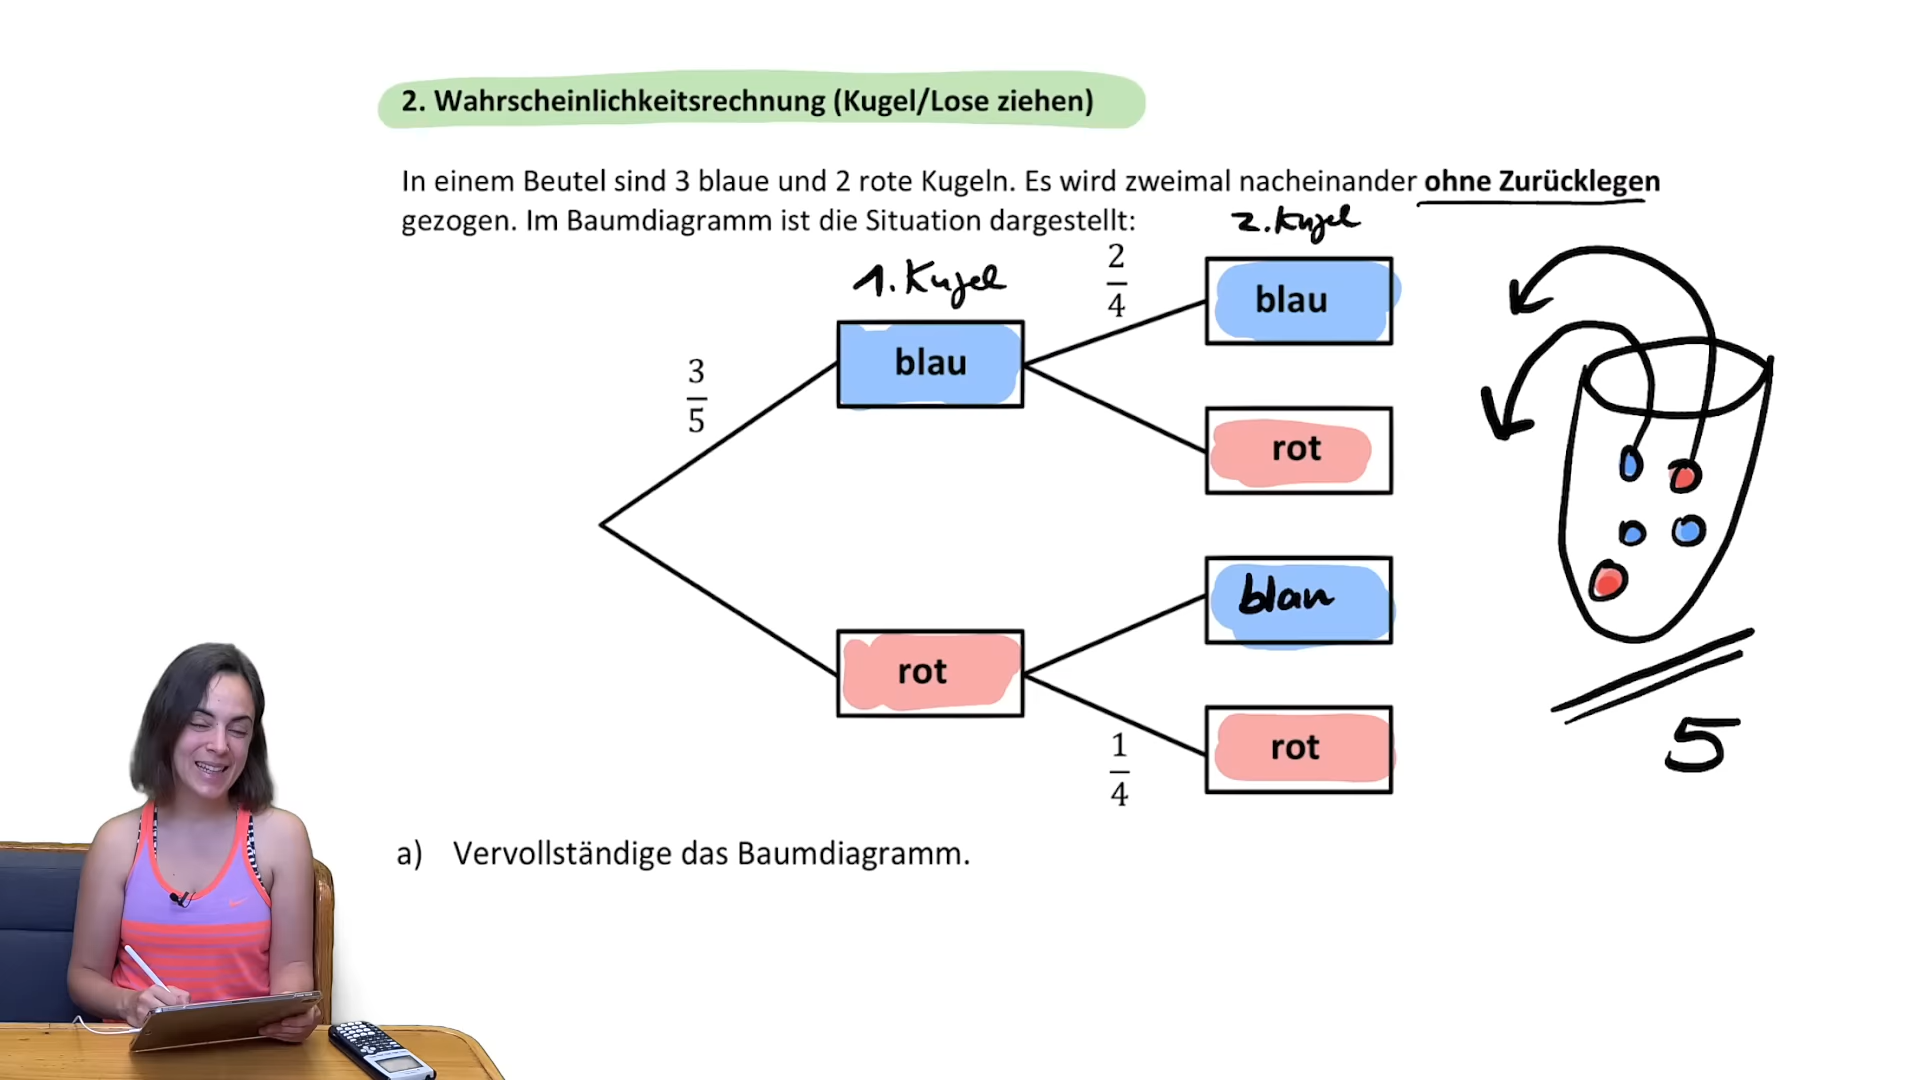 2. Wahrscheinlichkeitsrechnung (Kugel/Lose ziehen)
In einem Beutel sind 3 blaue und 2 rote Kugeln. Es wird zweimal nacheinander ohne Zurücklegen
gezogen. Im Baumdiagramm ist die Situation dargestellt:
1. Kugel
2. Kugel
3
5
2
4
blau
blau
rot
rot
blau
rot
1
4
5
a) Vervollständige das Baumdiagramm.